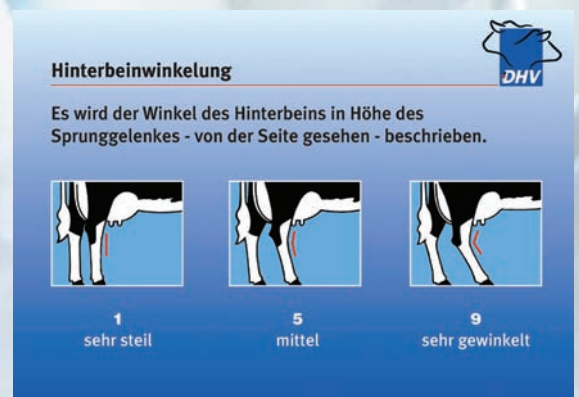 DHV
Hinterbeinwinkelung
Es wird der Winkel des Hinterbeins in Höhe des
Sprunggelenkes - von der Seite gesehen - beschrieben.
1
sehr steil
5
mittel
9
sehr gewinkelt